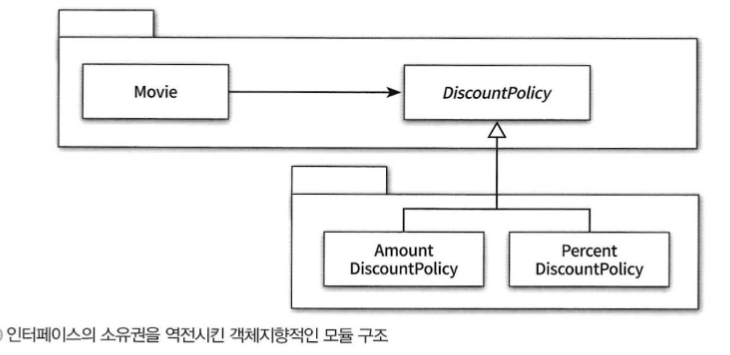 Movie
DiscountPolicy
Amount
DiscountPolicy
Percent
DiscountPolicy
인터페이스의 소유권을 역전시킨 객체지향적인 모듈 구조